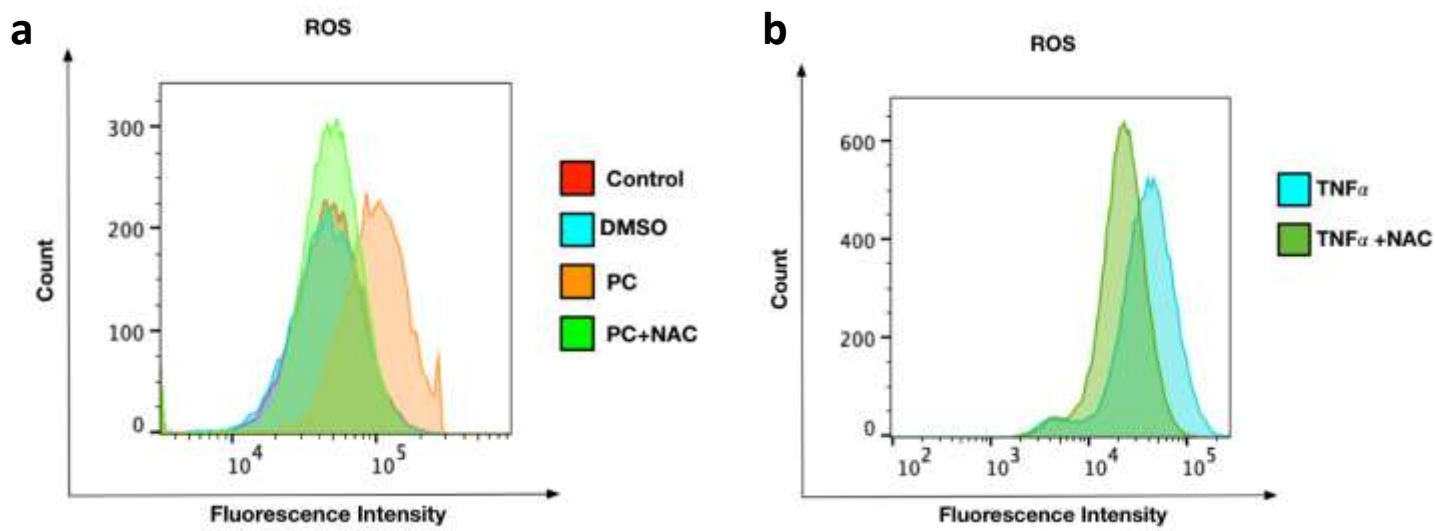 a
ROS
300
200
100
0
10^4
10^5
Count
Fluorescence Intensity
Control
DMSO
PC
PC+NAC
b
ROS
600
400
200
0
10^2
10^3
10^4
10^5
Count
Fluorescence Intensity
TNFα
TNFα +NAC